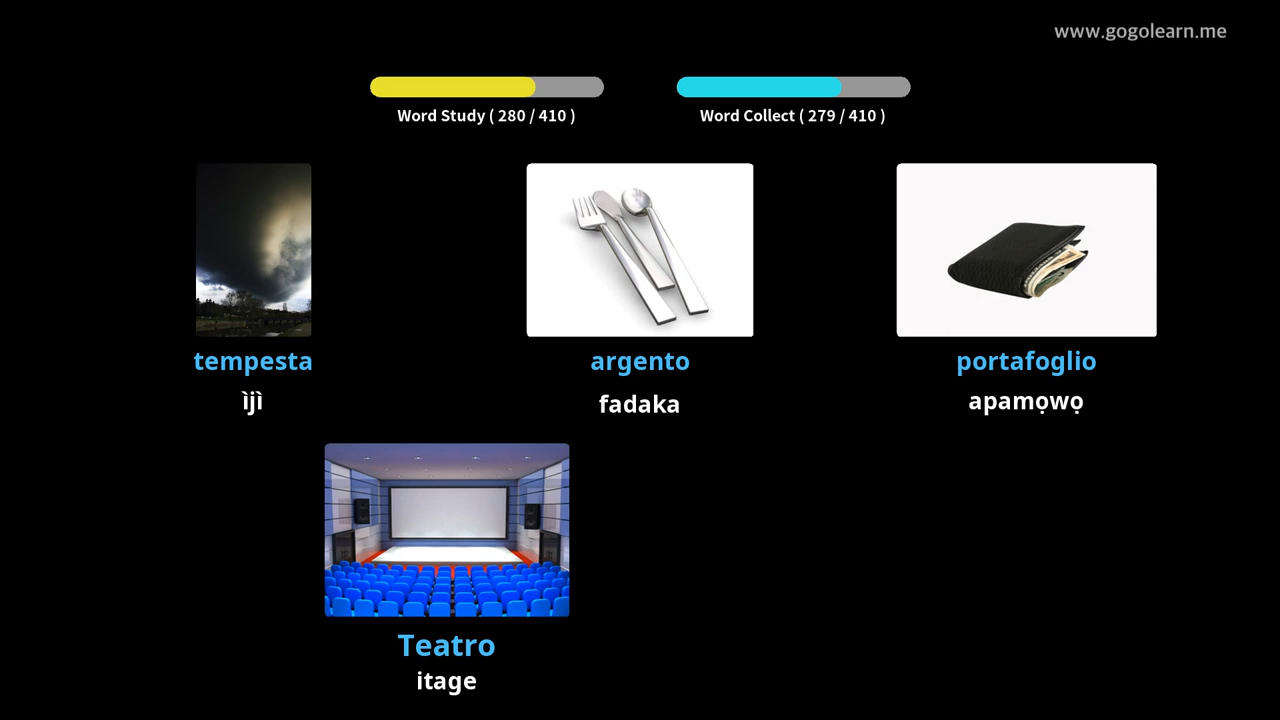 www.gogolearn.me
Word Study ( 280 / 410 )
Word Collect ( 279 / 410 )
tempesta
ìjì
argento
fadaka
portafoglio
apamọwọ
Teatro
itage